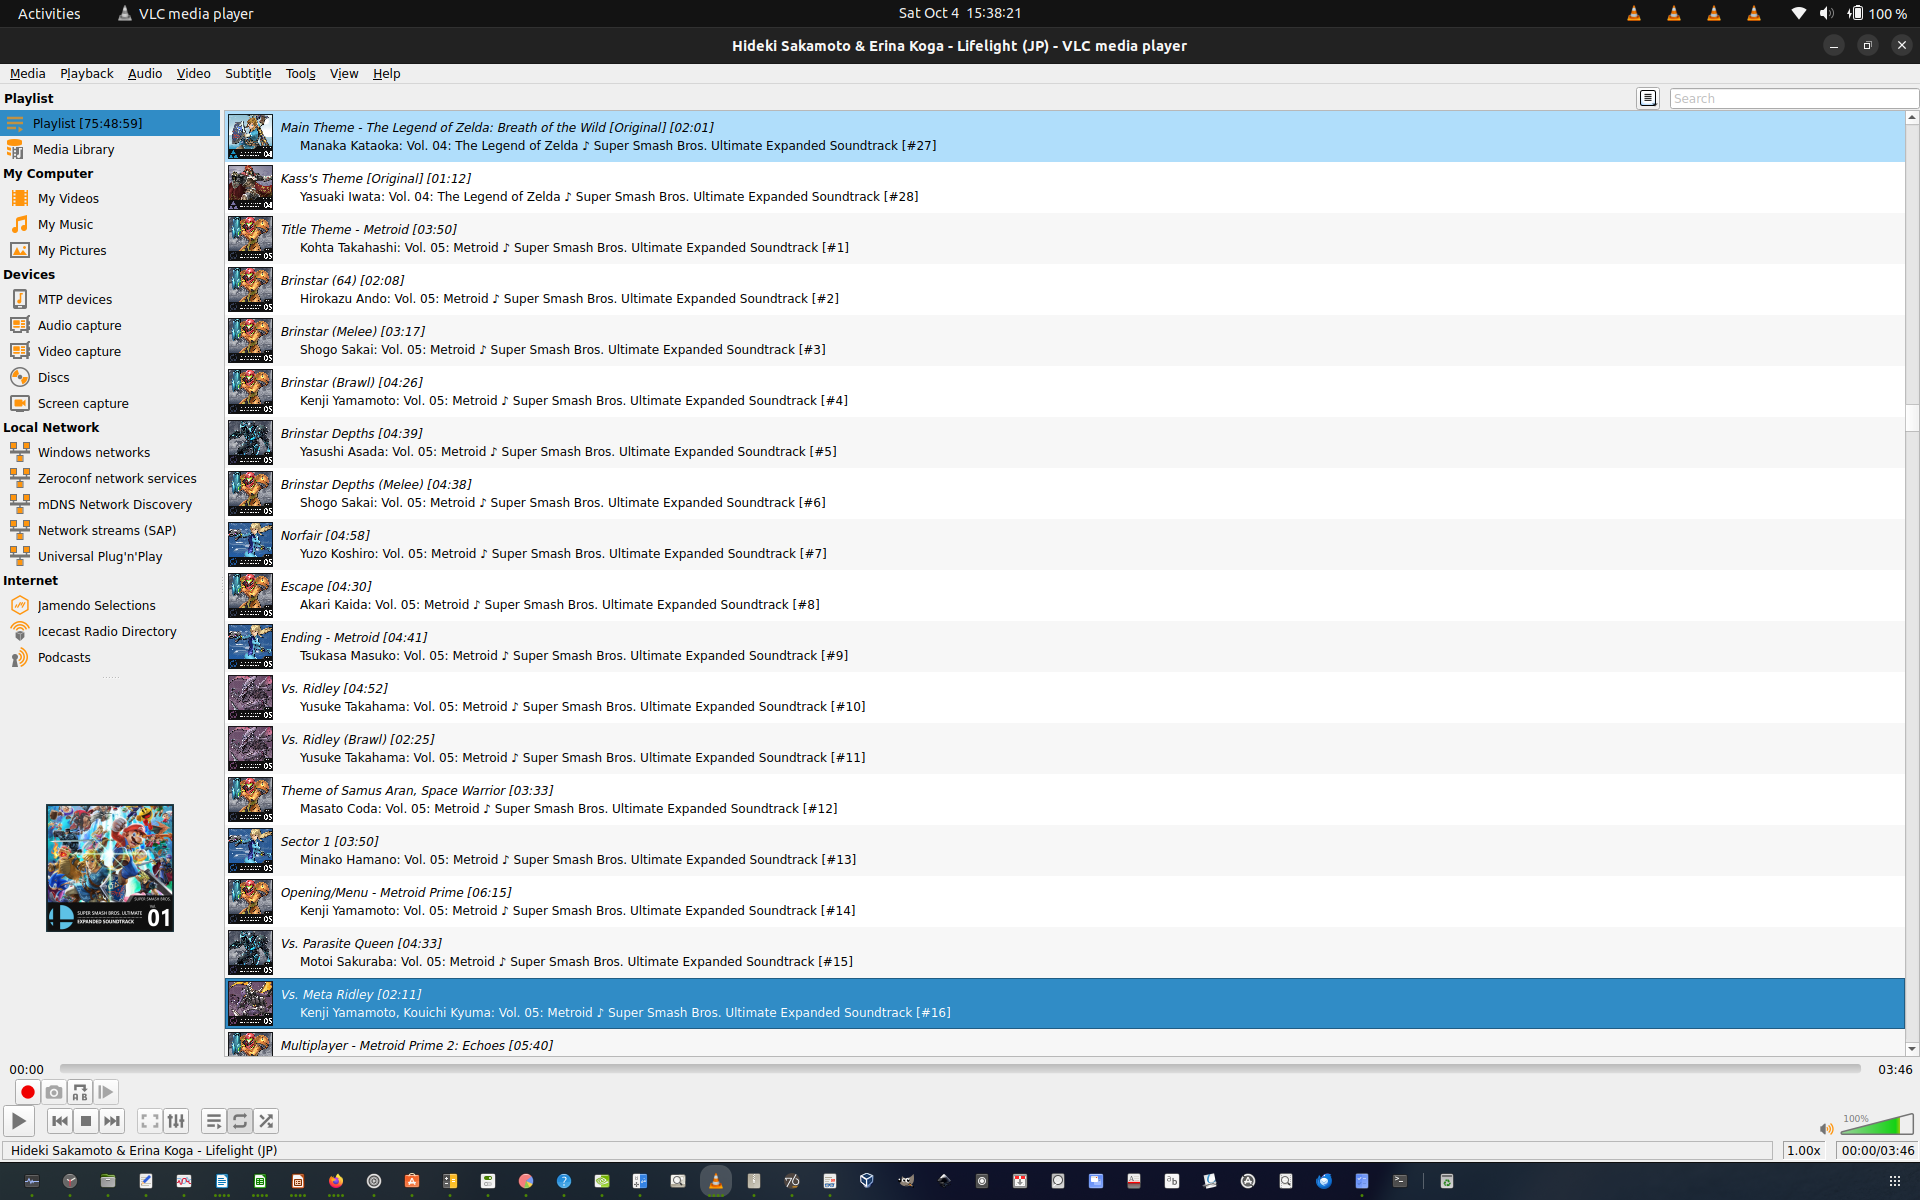 Activities
VLC media player
Sat Oct 4 15:38:21
100 %
Hideki Sakamoto & Erina Koga - Lifelight (JP) - VLC media player
Media Playback Audio Video Subtitle Tools View Help
Playlist
Search
Playlist [75:48:59]
Media Library
My Computer
My Videos
My Music
My Pictures
Devices
MTP devices
Audio capture
Video capture
Discs
Screen capture
Local Network
Windows networks
Zeroconf network services
mDNS Network Discovery
Network streams (SAP)
Universal Plug'n'Play
Internet
Jamendo Selections
Icecast Radio Directory
Podcasts
SUPER SMASH BROS. ULTIMATE
EXPANDED SOUNDTRACK
01
Main Theme - The Legend of Zelda: Breath of the Wild [Original] [02:01]
Manaka Kataoka: Vol. 04: The Legend of Zelda ♪ Super Smash Bros. Ultimate Expanded Soundtrack [#27]
Kass's Theme [Original] [01:12]
Yasuaki Iwata: Vol. 04: The Legend of Zelda ♪ Super Smash Bros. Ultimate Expanded Soundtrack [#28]
Title Theme - Metroid [03:50]
Kohta Takahashi: Vol. 05: Metroid ♪ Super Smash Bros. Ultimate Expanded Soundtrack [#1]
Brinstar (64) [02:08]
Hirokazu Ando: Vol. 05: Metroid ♪ Super Smash Bros. Ultimate Expanded Soundtrack [#2]
Brinstar (Melee) [03:17]
Shogo Sakai: Vol. 05: Metroid ♪ Super Smash Bros. Ultimate Expanded Soundtrack [#3]
Brinstar (Brawl) [04:26]
Kenji Yamamoto: Vol. 05: Metroid ♪ Super Smash Bros. Ultimate Expanded Soundtrack [#4]
Brinstar Depths [04:39]
Yasushi Asada: Vol. 05: Metroid ♪ Super Smash Bros. Ultimate Expanded Soundtrack [#5]
Brinstar Depths (Melee) [04:38]
Shogo Sakai: Vol. 05: Metroid ♪ Super Smash Bros. Ultimate Expanded Soundtrack [#6]
Norfair [04:58]
Yuzo Koshiro: Vol. 05: Metroid ♪ Super Smash Bros. Ultimate Expanded Soundtrack [#7]
Escape [04:30]
Akari Kaida: Vol. 05: Metroid ♪ Super Smash Bros. Ultimate Expanded Soundtrack [#8]
Ending - Metroid [04:41]
Tsukasa Masuko: Vol. 05: Metroid ♪ Super Smash Bros. Ultimate Expanded Soundtrack [#9]
Vs. Ridley [04:52]
Yusuke Takahama: Vol. 05: Metroid ♪ Super Smash Bros. Ultimate Expanded Soundtrack [#10]
Vs. Ridley (Brawl) [02:25]
Yusuke Takahama: Vol. 05: Metroid ♪ Super Smash Bros. Ultimate Expanded Soundtrack [#11]
Theme of Samus Aran, Space Warrior [03:33]
Masato Coda: Vol. 05: Metroid ♪ Super Smash Bros. Ultimate Expanded Soundtrack [#12]
Sector 1 [03:50]
Minako Hamano: Vol. 05: Metroid ♪ Super Smash Bros. Ultimate Expanded Soundtrack [#13]
Opening/Menu - Metroid Prime [06:15]
Kenji Yamamoto: Vol. 05: Metroid ♪ Super Smash Bros. Ultimate Expanded Soundtrack [#14]
Vs. Parasite Queen [04:33]
Motoi Sakuraba: Vol. 05: Metroid ♪ Super Smash Bros. Ultimate Expanded Soundtrack [#15]
Vs. Meta Ridley [02:11]
Kenji Yamamoto, Kouichi Kyuma: Vol. 05: Metroid ♪ Super Smash Bros. Ultimate Expanded Soundtrack [#16]
Multiplayer - Metroid Prime 2: Echoes [05:40]
00:00
03:46
100%
Hideki Sakamoto & Erina Koga - Lifelight (JP)
1.00x
00:00/03:46